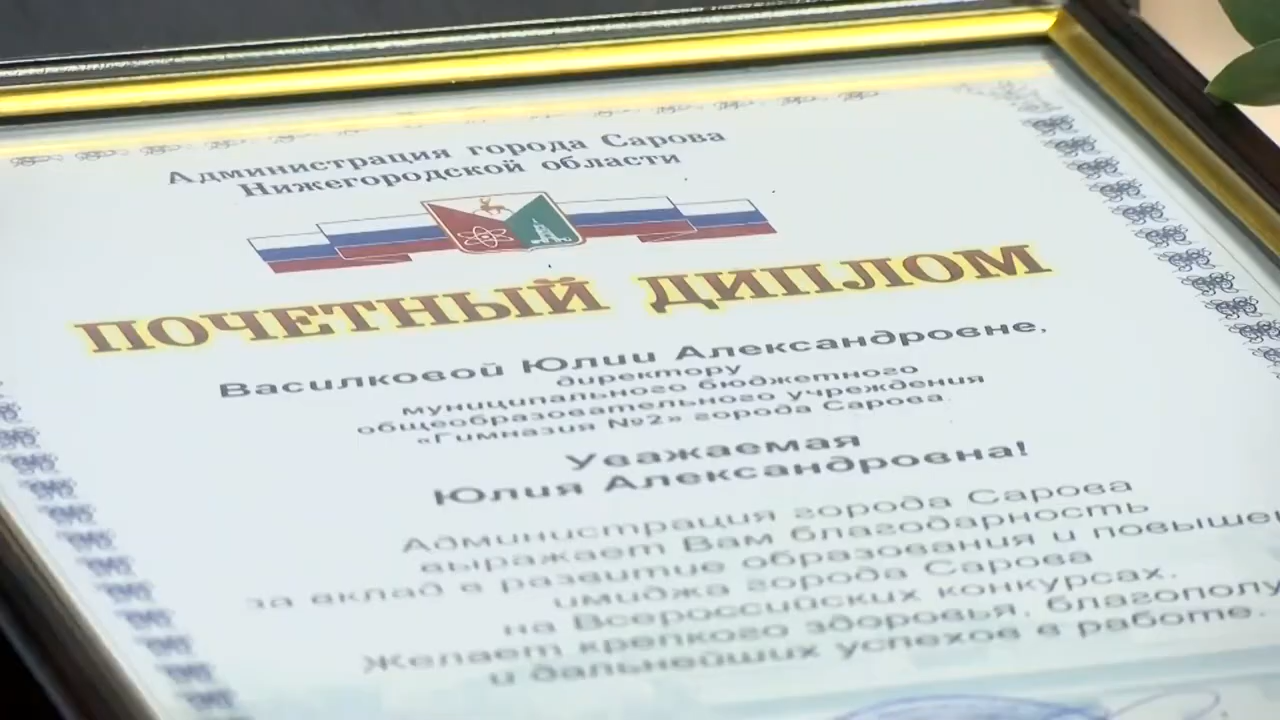 Администрация города Сарова
Нижегородской области
ПОЧЕТНЫЙ ДИПЛОМ
Василковой Юлии Александровне,
директору
муниципального бюджетного
общеобразовательного учреждения
«Гимназия №2» города Сарова.
Уважаемая
Юлия Александровна!
Администрация города Сарова
выражает Вам благодарность
за вклад в развитие образования и повыше
имиджа города Сарова
на Всероссийских конкурсах.
Желает крепкого здоровья, благополу
и дальнейших успехов в работе.